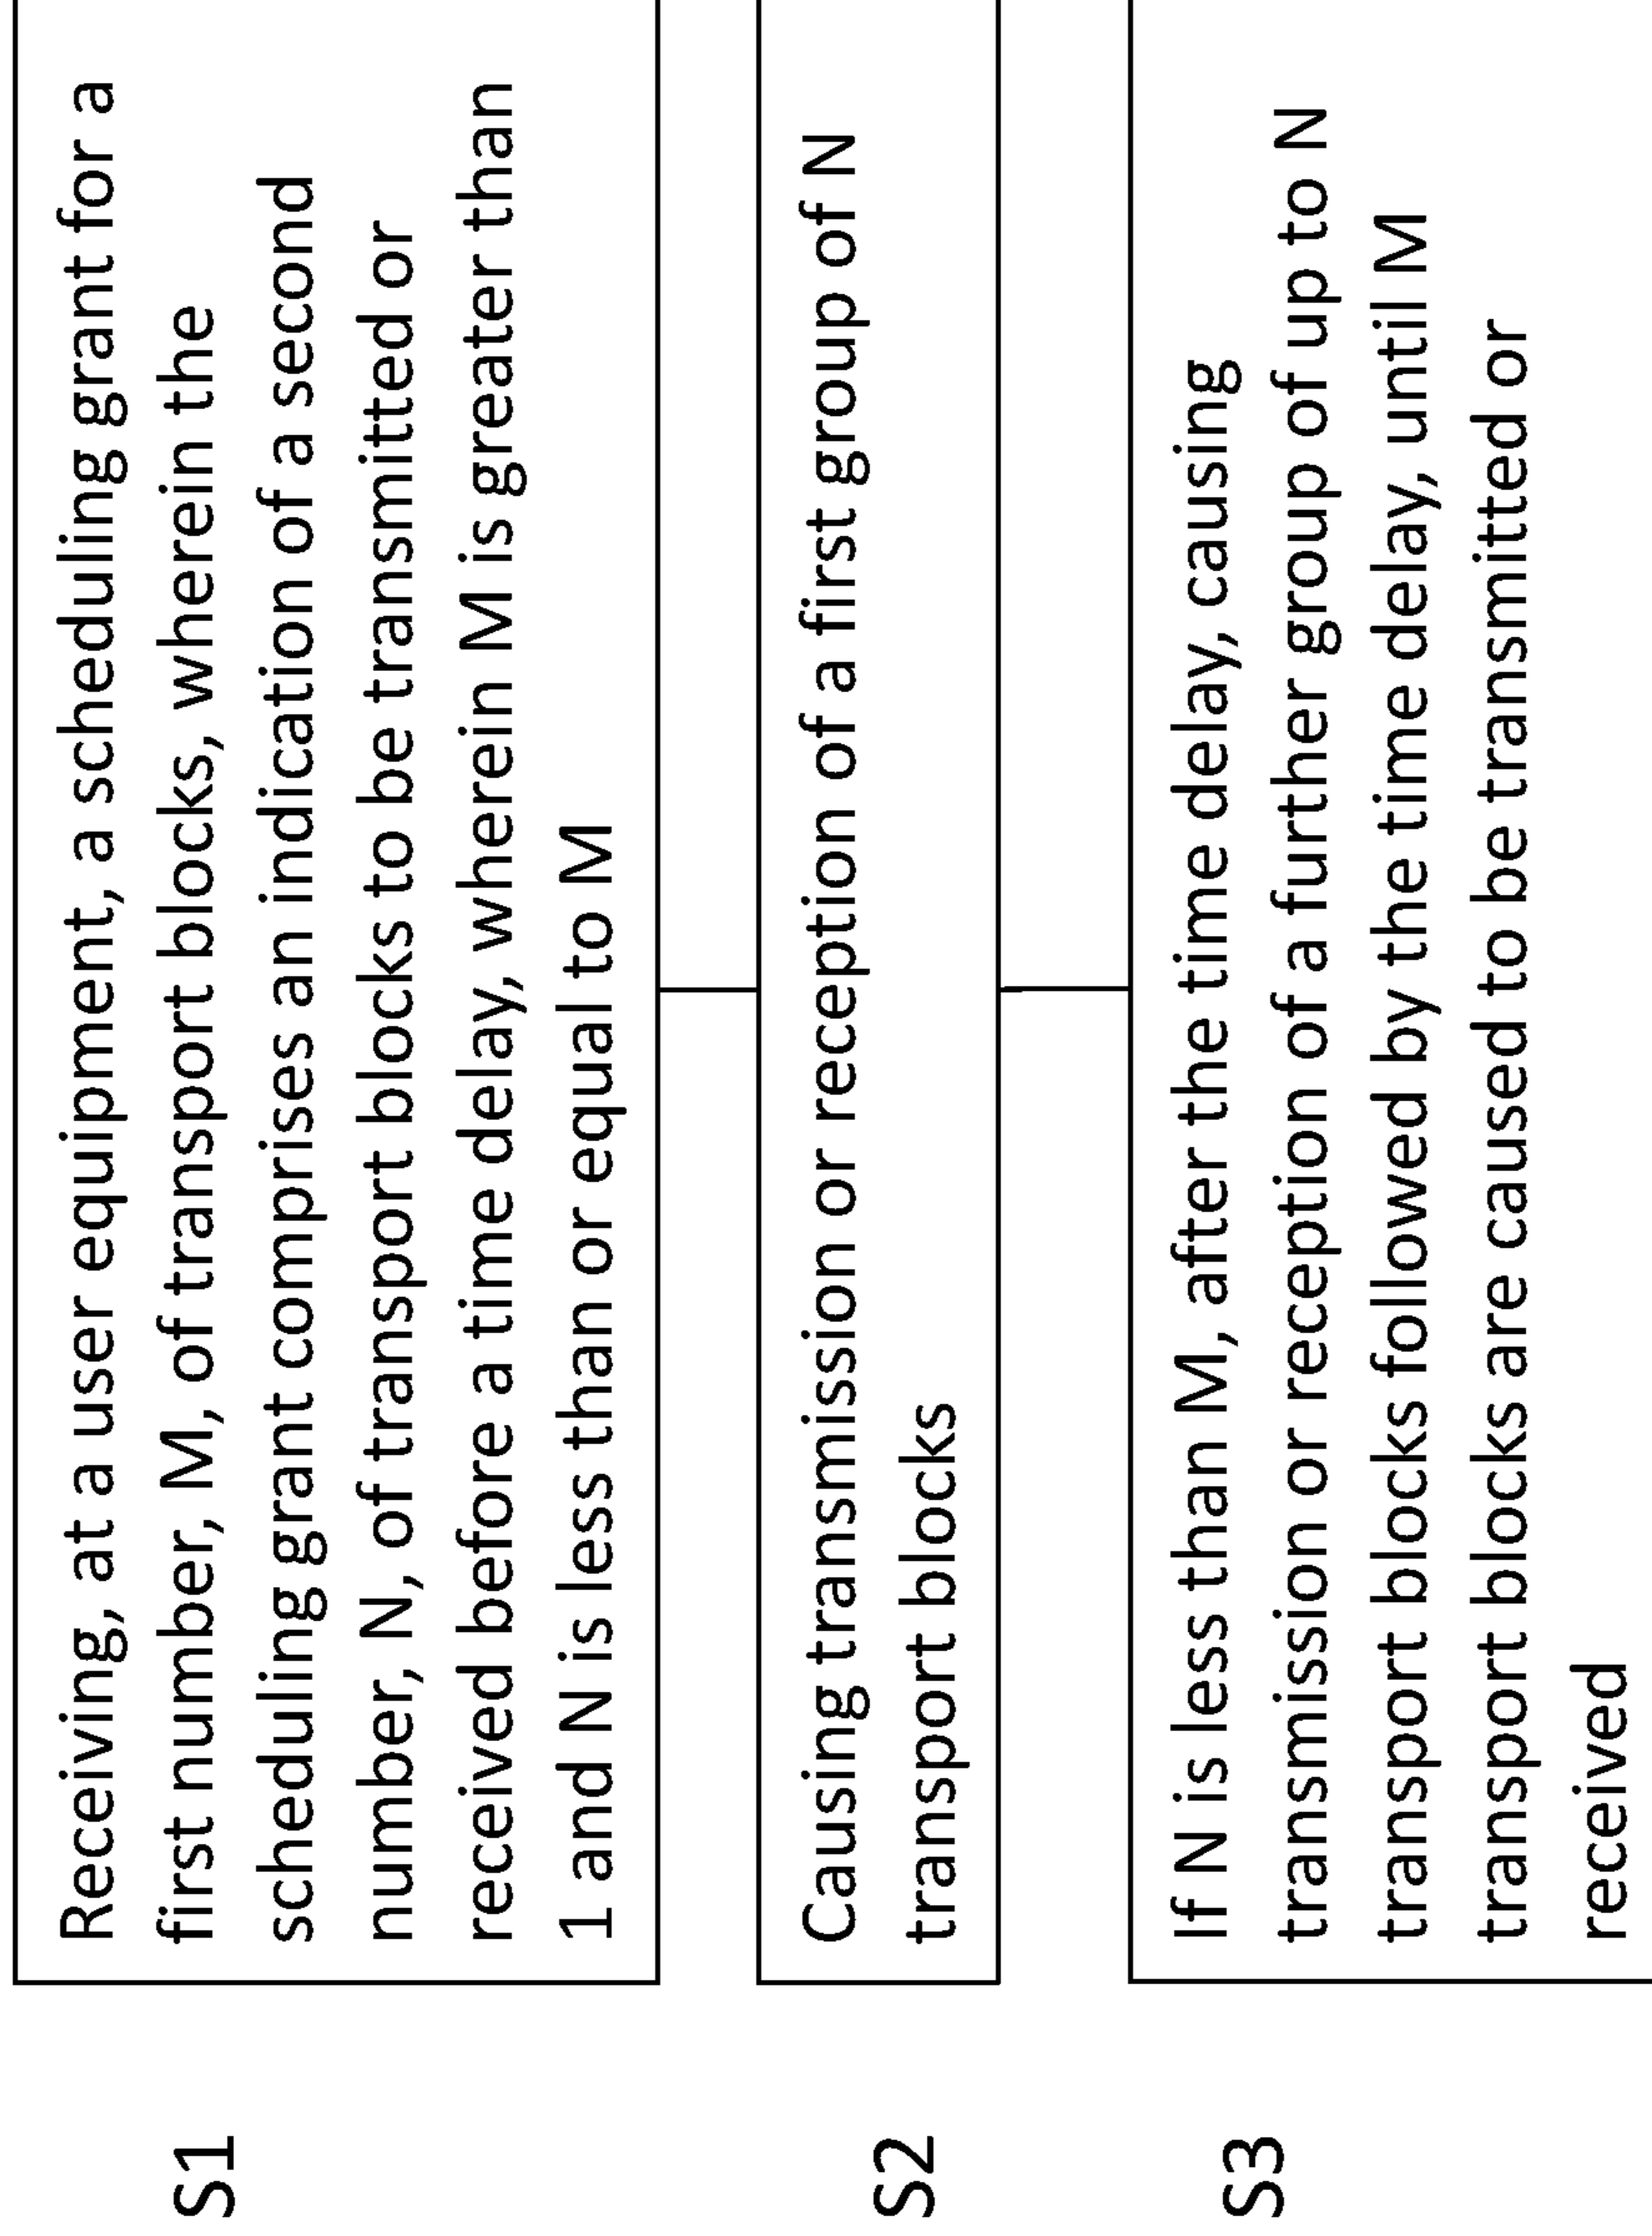 S1
Receiving, at a user equipment, a scheduling grant for a
first number, M, of transport blocks, wherein the
scheduling grant comprises an indication of a second
number, N, of transport blocks to be transmitted or
received before a time delay, wherein M is greater than
1 and N is less than or equal to M
S2
Causing transmission or reception of a first group of N
transport blocks
S3
If N is less than M, after the time delay, causing
transmission or reception of a further group of up to N
transport blocks followed by the time delay, until M
transport blocks are caused to be transmitted or
received